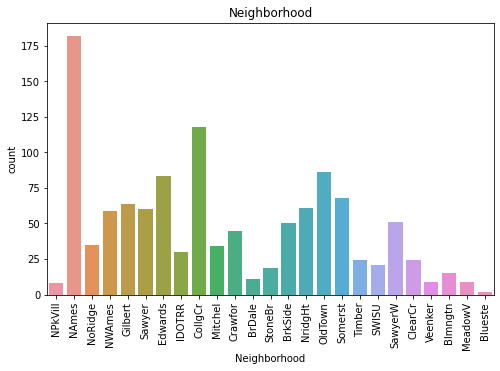 Neighborhood
count
175
150
125
100
75
50
25
0
NPkVill
NAmes
NoRidge
NWAmes
Gilbert
Sawyer
Edwards
IDOTRR
CollgCr
Mitchel
Crawfor
BrDale
StoneBr
BrkSide
NridgHt
OldTown
Somerst
Timber
SWISU
SawyerW
ClearCr
Veenker
Blmngtn
MeadowV
Blueste
Neighborhood